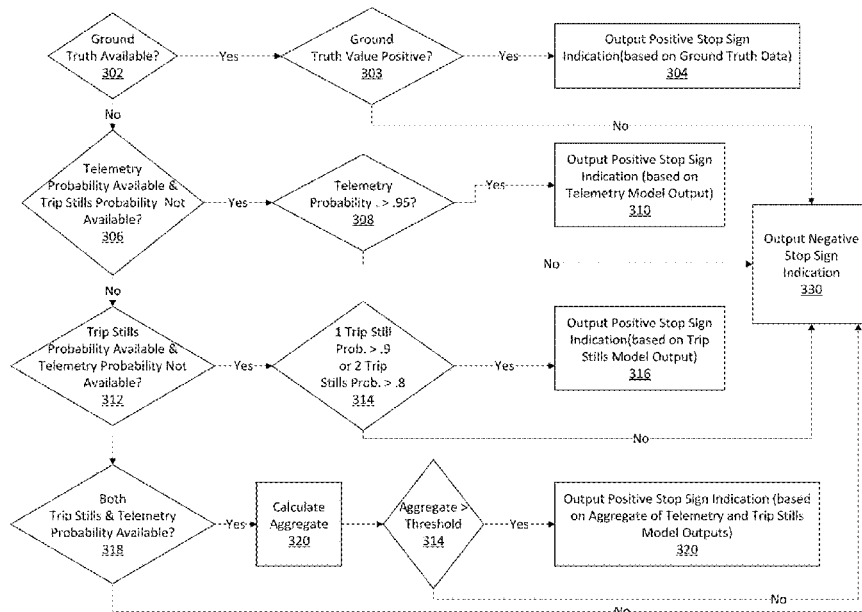 Ground
Truth Available?
302
Yes
Ground
Truth Value Positive?
303
Yes
Output Positive Stop Sign
Indication(based on Ground Truth Data)
304
No
No
Telemetry
Probability Available &
Trip Stills Probability Not
Available?
306
Yes
Telemetry
Probability . > .95?
308
Yes
Output Positive Stop Sign
Indication (based on
Telemetry Model Output)
310
No
Output Negative
Stop Sign
Indication
330
No
Trip Stills
Probability Available &
Telemetry Probability Not
Available?
312
Yes
1 Trip Still
Prob. > .9
or 2 Trip
Stills Prob. > .8
314
Yes
Output Positive Stop Sign
Indication(based on Trip
Stills Model Output)
316
No
Both
Trip Stills & Telemetry
Probability Available?
318
Yes
Calculate
Aggregate
320
Aggregate >
Threshold
314
Yes
Output Positive Stop Sign Indication (based
on Aggregate of Telemetry and Trip Stills
Model Outputs)
320
No
No